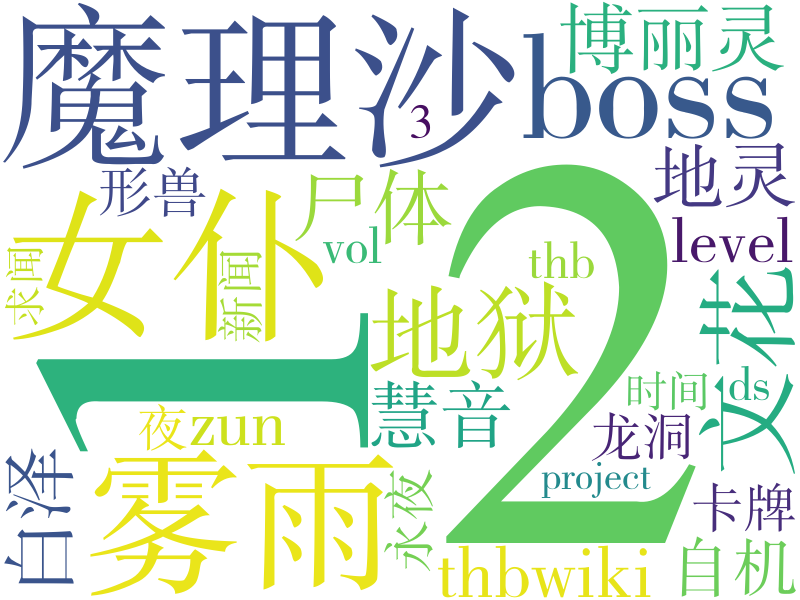 魔理沙
boss
博丽灵
3
形兽
尸体
地灵
女仆
2
vol
level
求闻
新闻
thb
地狱
文花
1
慧音
时间
ds
夜
zun
龙洞
白泽
雾雨
永夜
project
卡牌
thbwiki
自机